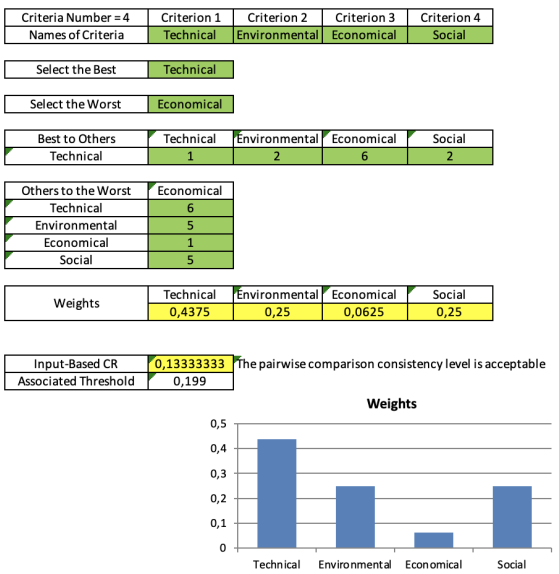 Criteria Number = 4 Criterion 1 Criterion 2 Criterion 3 Criterion 4
Names of Criteria Technical Environmental Economical Social
Select the Best Technical
Select the Worst Economical
Best to Others Technical Environmental Economical Social
Technical 1 2 6 2
Others to the Worst Economical
Technical 6
Environmental 5
Economical 1
Social 5
Weights Technical Environmental Economical Social
0,4375 0,25 0,0625 0,25
Input-Based CR 0,13333333 The pairwise comparison consistency level is acceptable
Associated Threshold 0,199
Weights
0,5
0,4
0,3
0,2
0,1
0
Technical Environmental Economical Social